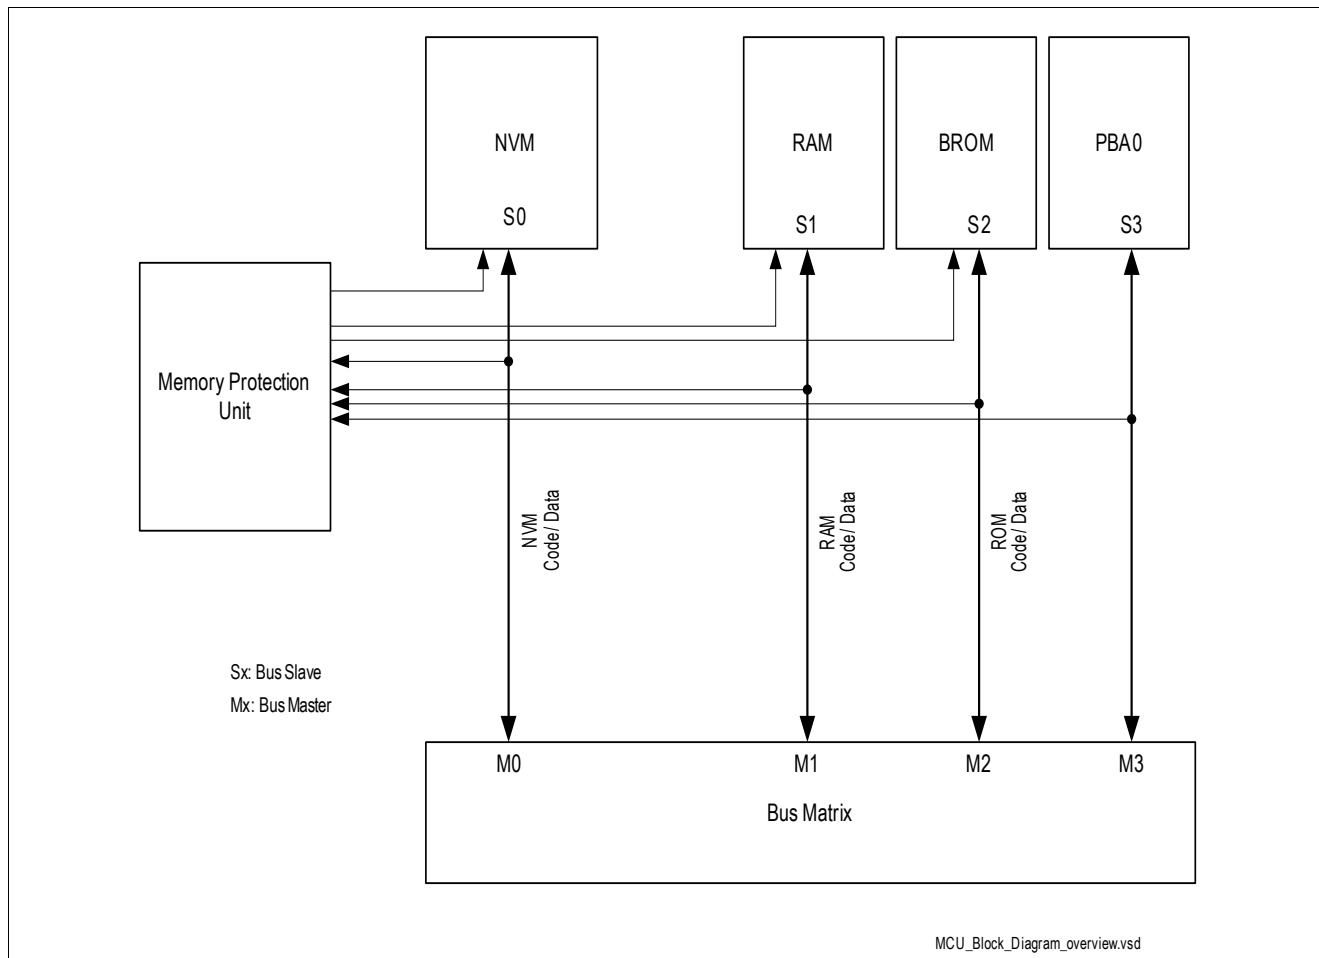 NVM
RAM
BROM
PBA0
S0
S1
S2
S3
Memory Protection
Unit
NVM
Code/ Data
RAM
Code/ Data
ROM
Code/ Data
Sx: Bus Slave
Mx: Bus Master
M0
M1
M2
M3
Bus Matrix
MCU_Block_Diagram_overview.vsd